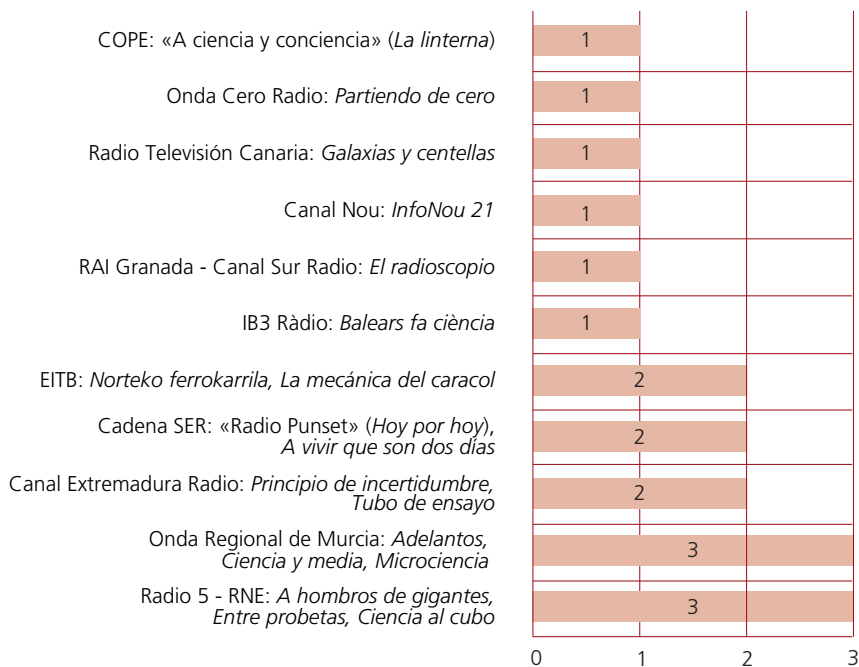 COPE: «A ciencia y conciencia» (La linterna)
1
Onda Cero Radio: Partiendo de cero
1
Radio Televisión Canaria: Galaxias y centellas
1
Canal Nou: InfoNou 21
1
RAI Granada - Canal Sur Radio: El radioscopio
1
IB3 Ràdio: Balears fa ciència
1
EITB: Norteko ferrokarrila, La mecánica del caracol
2
Cadena SER: «Radio Punset» (Hoy por hoy),
A vivir que son dos días
2
Canal Extremadura Radio: Principio de incertidumbre,
Tubo de ensayo
2
Onda Regional de Murcia: Adelantos,
Ciencia y media, Microciencia
3
Radio 5 - RNE: A hombros de gigantes,
Entre probetas, Ciencia al cubo
3
0 1 2 3